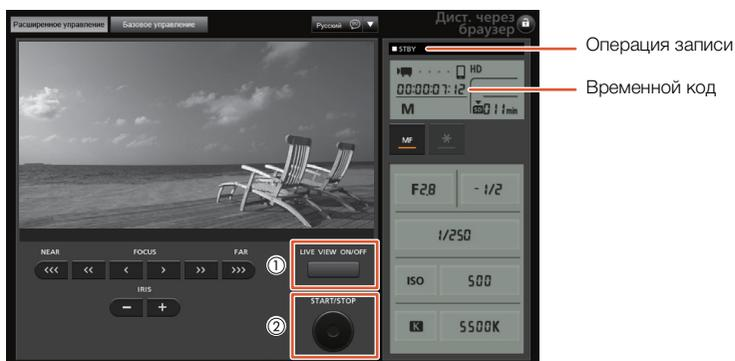 Расширенное управление
Базовое управление
Русский
Дист. через
браузер
STBY
Операция записи
HD
00:00:07:12
Временной код
M
011min
MF
F2.8
-1/2
1/250
ISO
500
K
5500K
NEAR
FOCUS
FAR
IRIS
LIVE VIEW ON/OFF
①
START/STOP
②